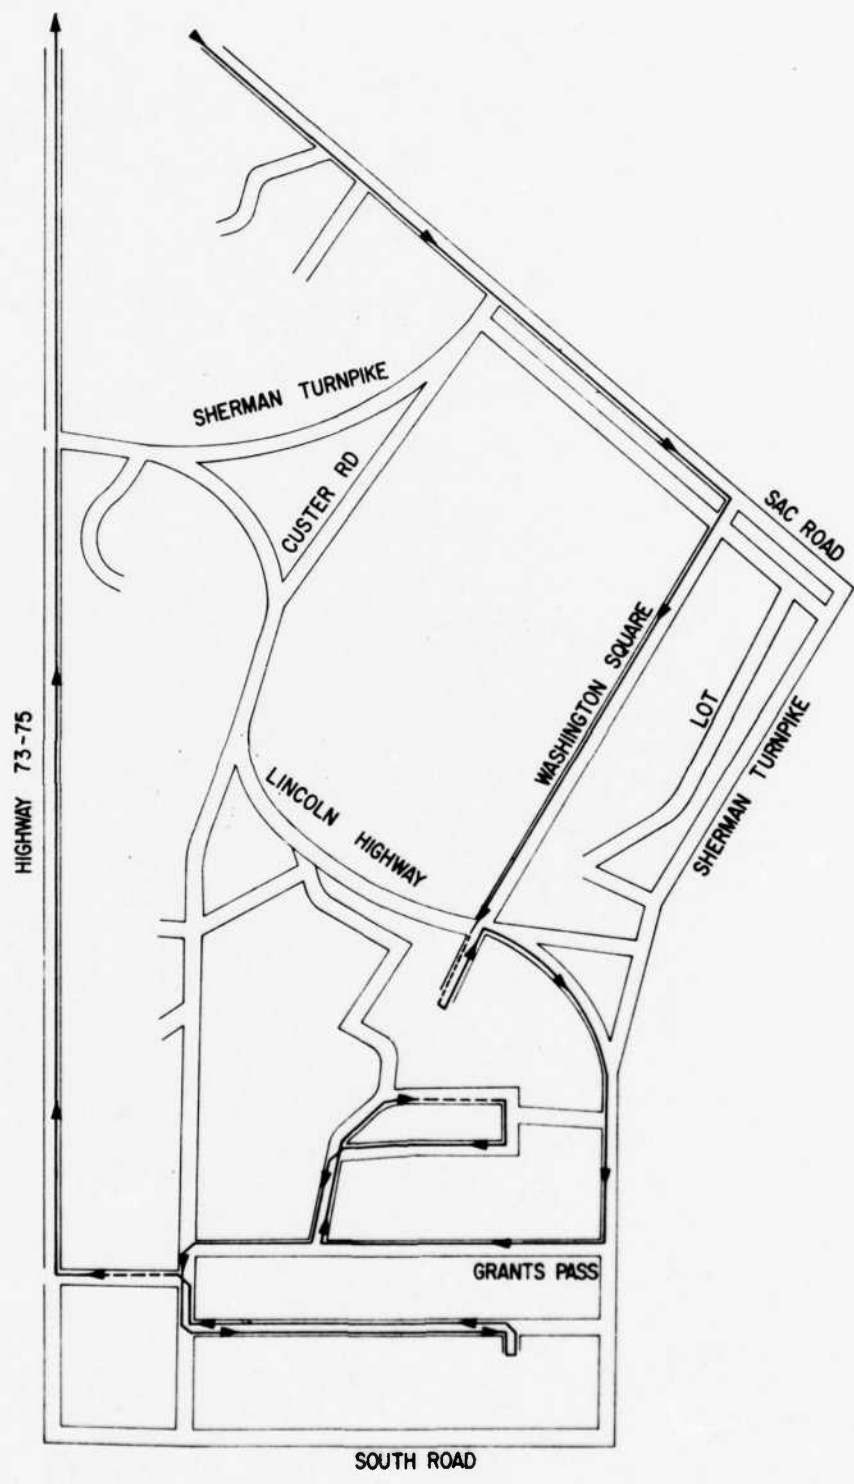 SHERMAN TURNPIKE
CUSTER RD
SAC ROAD
WASHINGTON SQUARE
LOT
SHERMAN TURNPIKE
HIGHWAY 73-75
LINCOLN HIGHWAY
GRANTS PASS
SOUTH ROAD